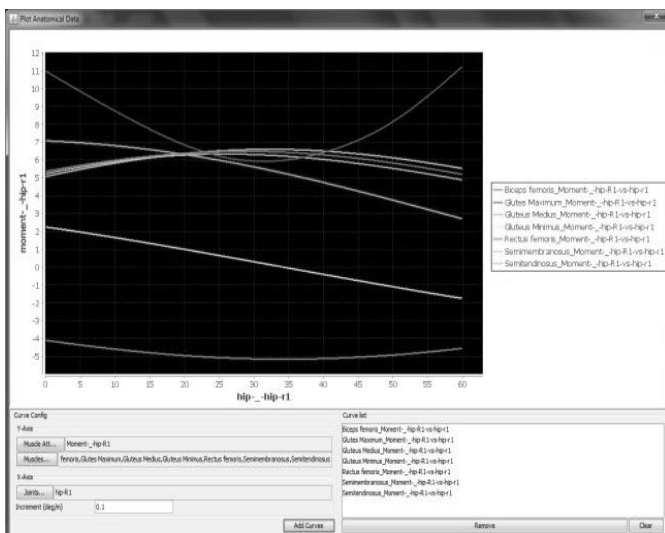 Plot Anatomical Data
12
11
10
9
8
7
6
5
4
3
2
1
0
-1
-2
-3
-4
-5
moment-_-hip-r1
0 5 10 15 20 25 30 35 40 45 50 55 60
hip-_-hip-r1
Biceps femoris_Moment-_-hip-R1-vs-hip-r1
Glutes Maximum_Moment-_-hip-R1-vs-hip-r1
Gluteus Medius_Moment-_-hip-R1-vs-hip-r1
Gluteus Minimus_Moment-_-hip-R1-vs-hip-r1
Rectus femoris_Moment-_-hip-R1-vs-hip-r1
Semimembranosus_Moment-_-hip-R1-vs-hip-r1
Semitendinosus_Moment-_-hip-R1-vs-hip-r1
Curve Config
Y-Axis
Muscle Att... Moment-_-hip-R1
Muscles... femoris,Glutes Maximum,Gluteus Medius,Gluteus Minimus,Rectus femoris,Semimembranosus,Semitendinosus
X-Axis
Joints... hip-R1
Increment (deg/m) 0.1
Add Curves
Curve list
Biceps femoris_Moment-_-hip-R1-vs-hip-r1
Glutes Maximum_Moment-_-hip-R1-vs-hip-r1
Gluteus Medius_Moment-_-hip-R1-vs-hip-r1
Gluteus Minimus_Moment-_-hip-R1-vs-hip-r1
Rectus femoris_Moment-_-hip-R1-vs-hip-r1
Semimembranosus_Moment-_-hip-R1-vs-hip-r1
Semitendinosus_Moment-_-hip-R1-vs-hip-r1
Remove Clear